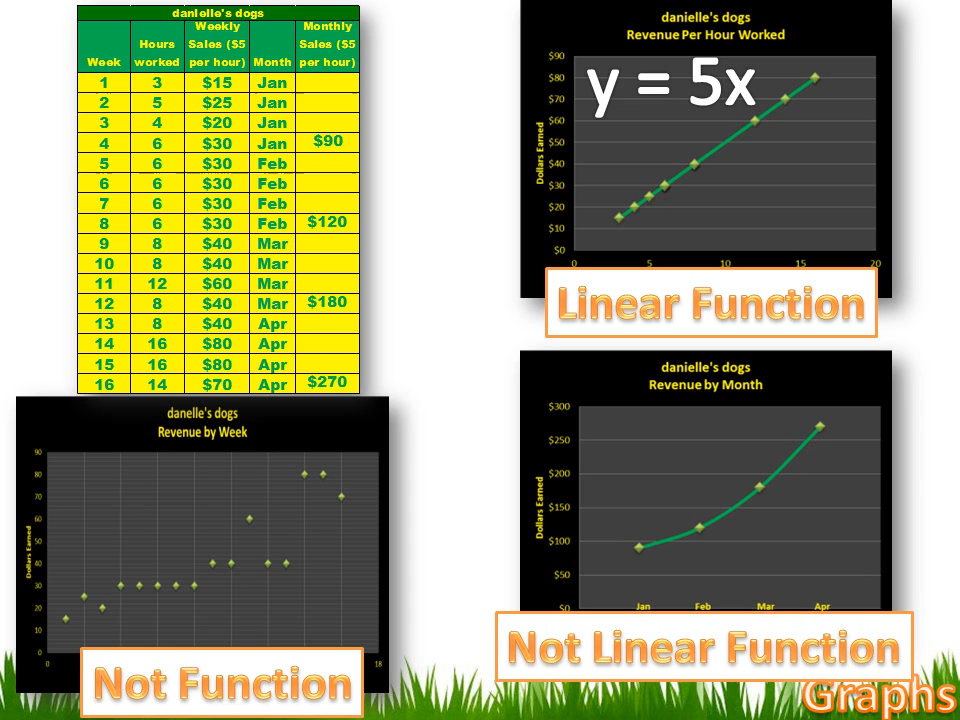 danielle's dogs
Week Hours worked Weekly Sales ($5 per hour) Month Monthly Sales ($5 per hour)
1 3 $15 Jan
2 5 $25 Jan
3 4 $20 Jan
4 6 $30 Jan $90
5 6 $30 Feb
6 6 $30 Feb
7 6 $30 Feb
8 6 $30 Feb $120
9 8 $40 Mar
10 8 $40 Mar
11 12 $60 Mar
12 8 $40 Mar $180
13 8 $40 Apr
14 16 $80 Apr
15 16 $80 Apr
16 14 $70 Apr $270
danielle's dogs
Revenue Per Hour Worked
y = 5x
Dollars Earned
$90
$80
$70
$60
$50
$40
$30
$20
$10
$0
0 5 10 15 20
Linear Function
danelle's dogs
Revenue by Week
Dollars Earned
90
80
70
60
50
40
30
20
10
0
0 18
Not Function
danielle's dogs
Revenue by Month
Dollars Earned
$300
$250
$200
$150
$100
$50
$0
Jan Feb Mar Apr
Not Linear Function
Graphs